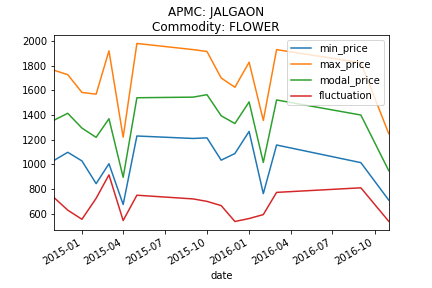 APMC: JALGAON
Commodity: FLOWER
2000
1800
1600
1400
1200
1000
800
600
min_price
max_price
modal_price
fluctuation
2015-01
2015-04
2015-07
2015-10
2016-01
2016-04
2016-07
2016-10
date